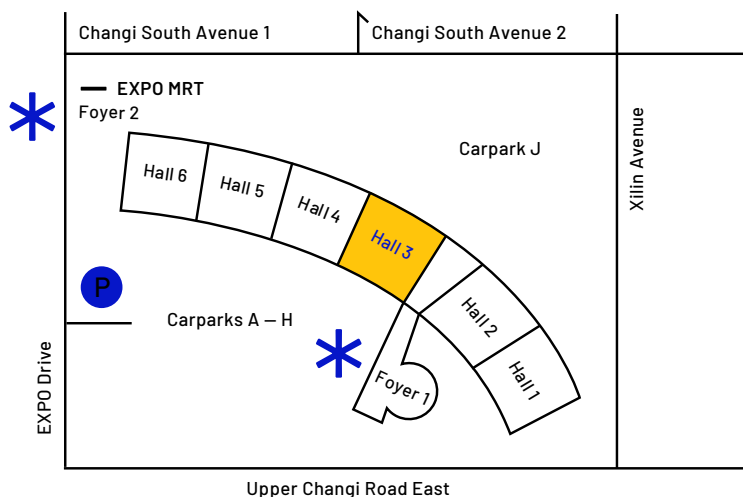 Changi South Avenue 1
Changi South Avenue 2
EXPO MRT
Foyer 2
Carpark J
Xilin Avenue
Hall 6
Hall 5
Hall 4
Hall 3
Hall 2
Hall 1
P
Carparks A – H
Foyer 1
EXPO Drive
Upper Changi Road East